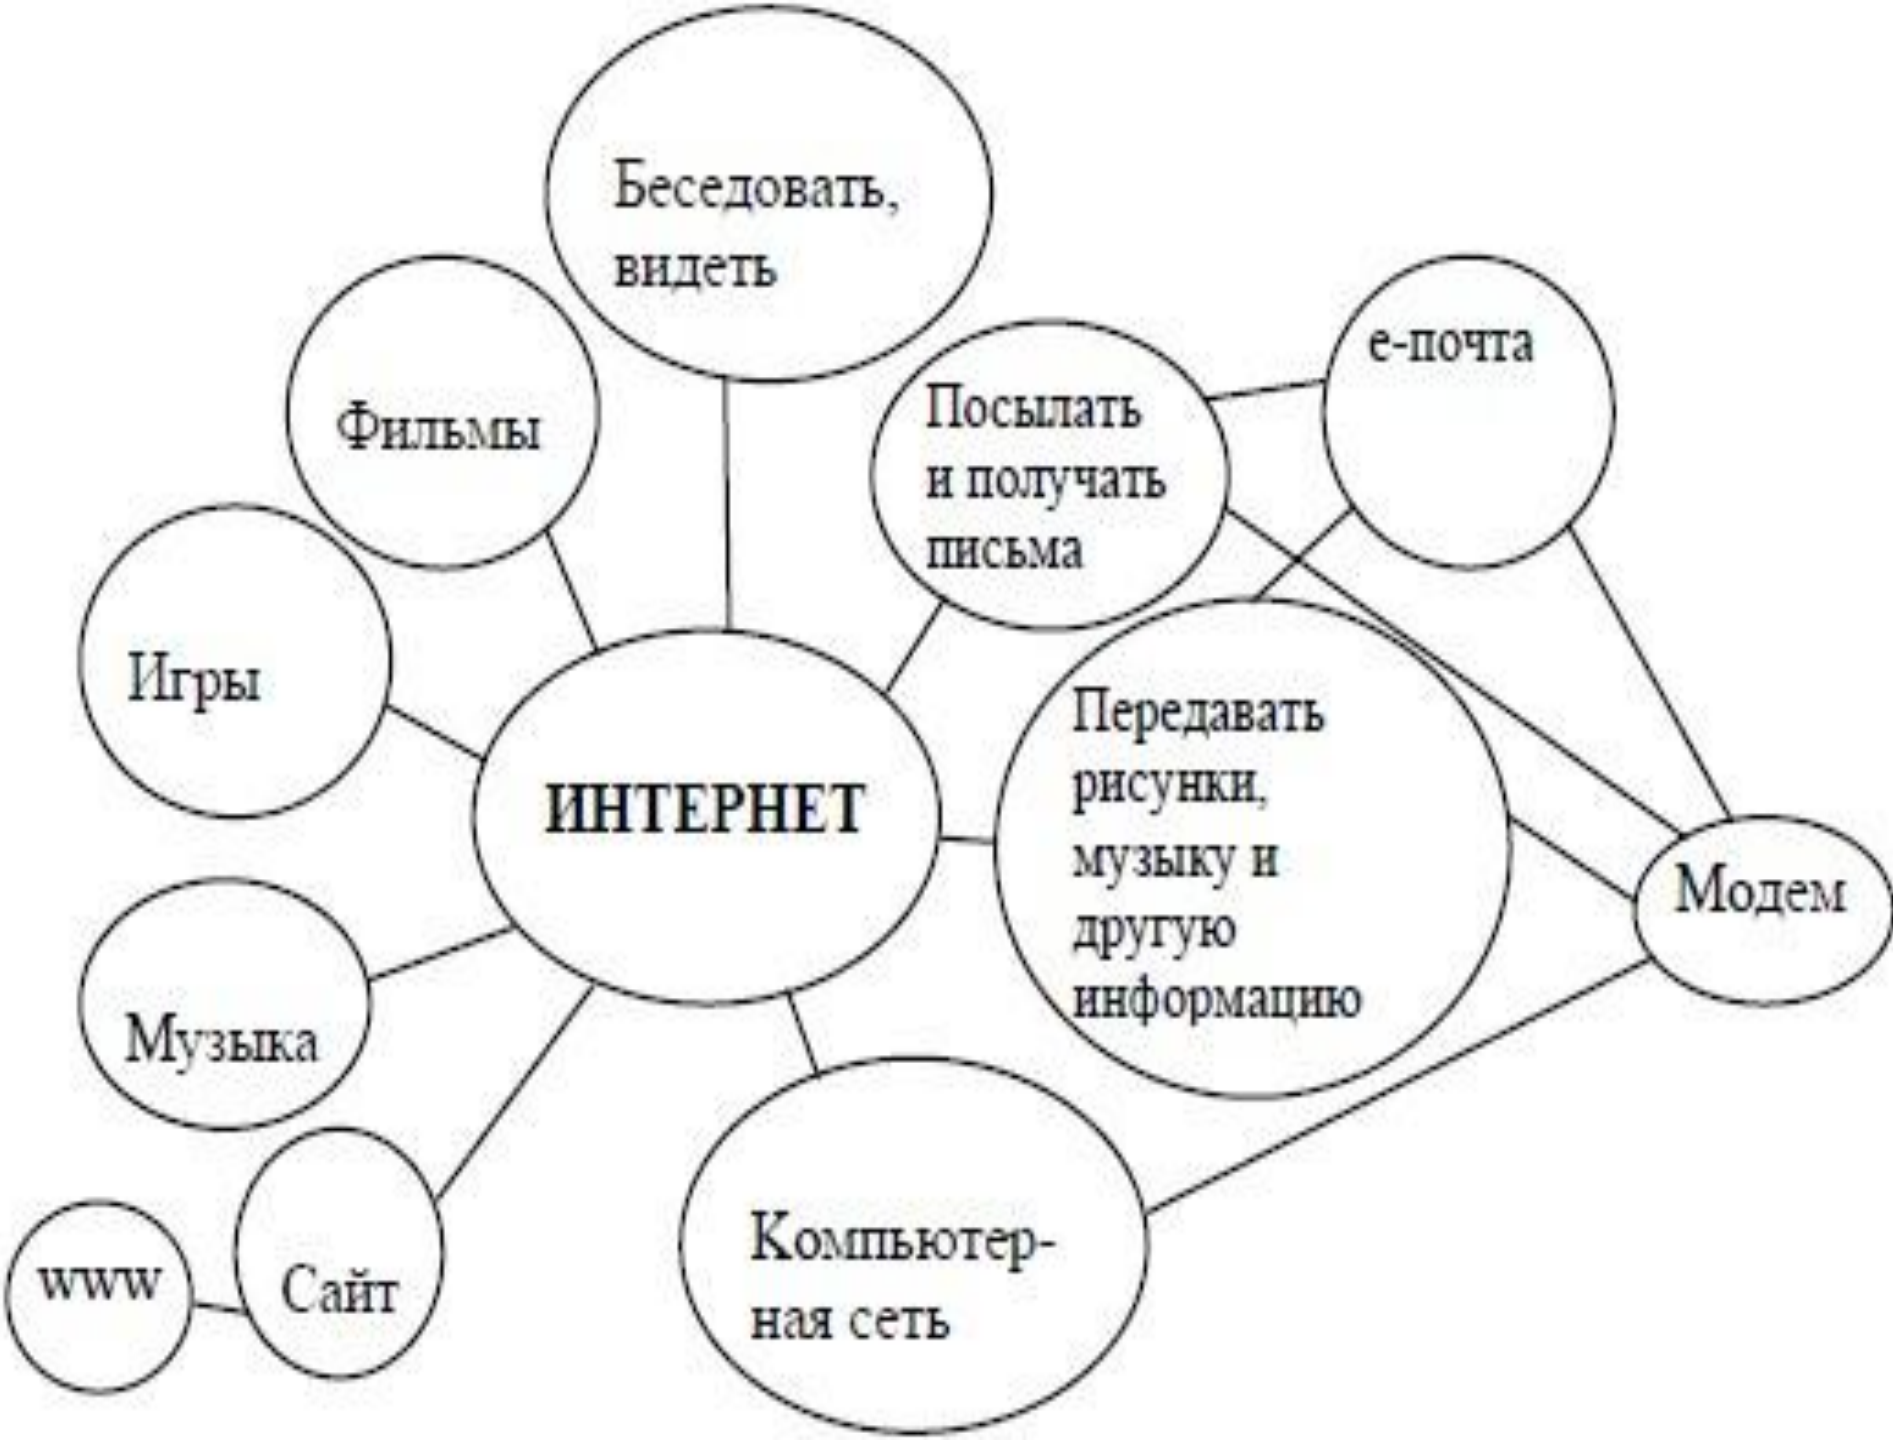 Беседовать,
видеть
е-почта
Фильмы
Посылать
и получать
письма
Игры
ИНТЕРНЕТ
Передавать
рисунки,
музыку и
другую
информацию
Модем
Музыка
www
Сайт
Компьютер-
ная сеть